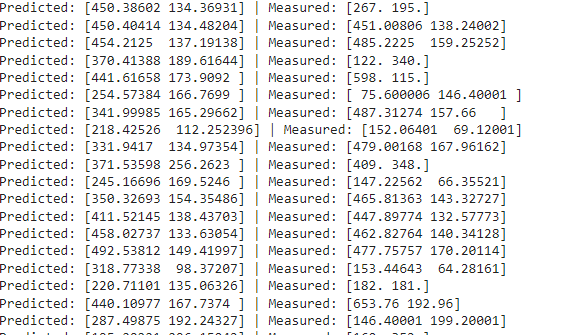 Predicted: [450.38602 134.36931] | Measured: [267. 195.]
Predicted: [450.40414 134.48204] | Measured: [451.00806 138.24002]
Predicted: [454.2125  137.19138] | Measured: [485.2225  159.25252]
Predicted: [370.41388 189.61644] | Measured: [122. 340.]
Predicted: [441.61658 173.9092 ] | Measured: [598. 115.]
Predicted: [254.57384 166.7699 ] | Measured: [ 75.600006 146.40001 ]
Predicted: [341.99985 165.29662] | Measured: [487.31274 157.66   ]
Predicted: [218.42526  112.252396] | Measured: [152.06401  69.12001]
Predicted: [331.9417  134.97354] | Measured: [479.00168 167.96162]
Predicted: [371.53598 256.2623 ] | Measured: [409. 348.]
Predicted: [245.16696 169.5246 ] | Measured: [147.22562  66.35521]
Predicted: [350.32693 154.35486] | Measured: [465.81363 143.32727]
Predicted: [411.52145 138.43703] | Measured: [447.89774 132.57773]
Predicted: [458.02737 133.63054] | Measured: [462.82764 140.34128]
Predicted: [492.53812 149.41997] | Measured: [477.75757 170.20114]
Predicted: [318.77338  98.37207] | Measured: [153.44643  64.28161]
Predicted: [220.71101 135.06326] | Measured: [182. 181.]
Predicted: [440.10977 167.7374 ] | Measured: [653.76 192.96]
Predicted: [287.49875 192.24327] | Measured: [146.40001 199.20001]